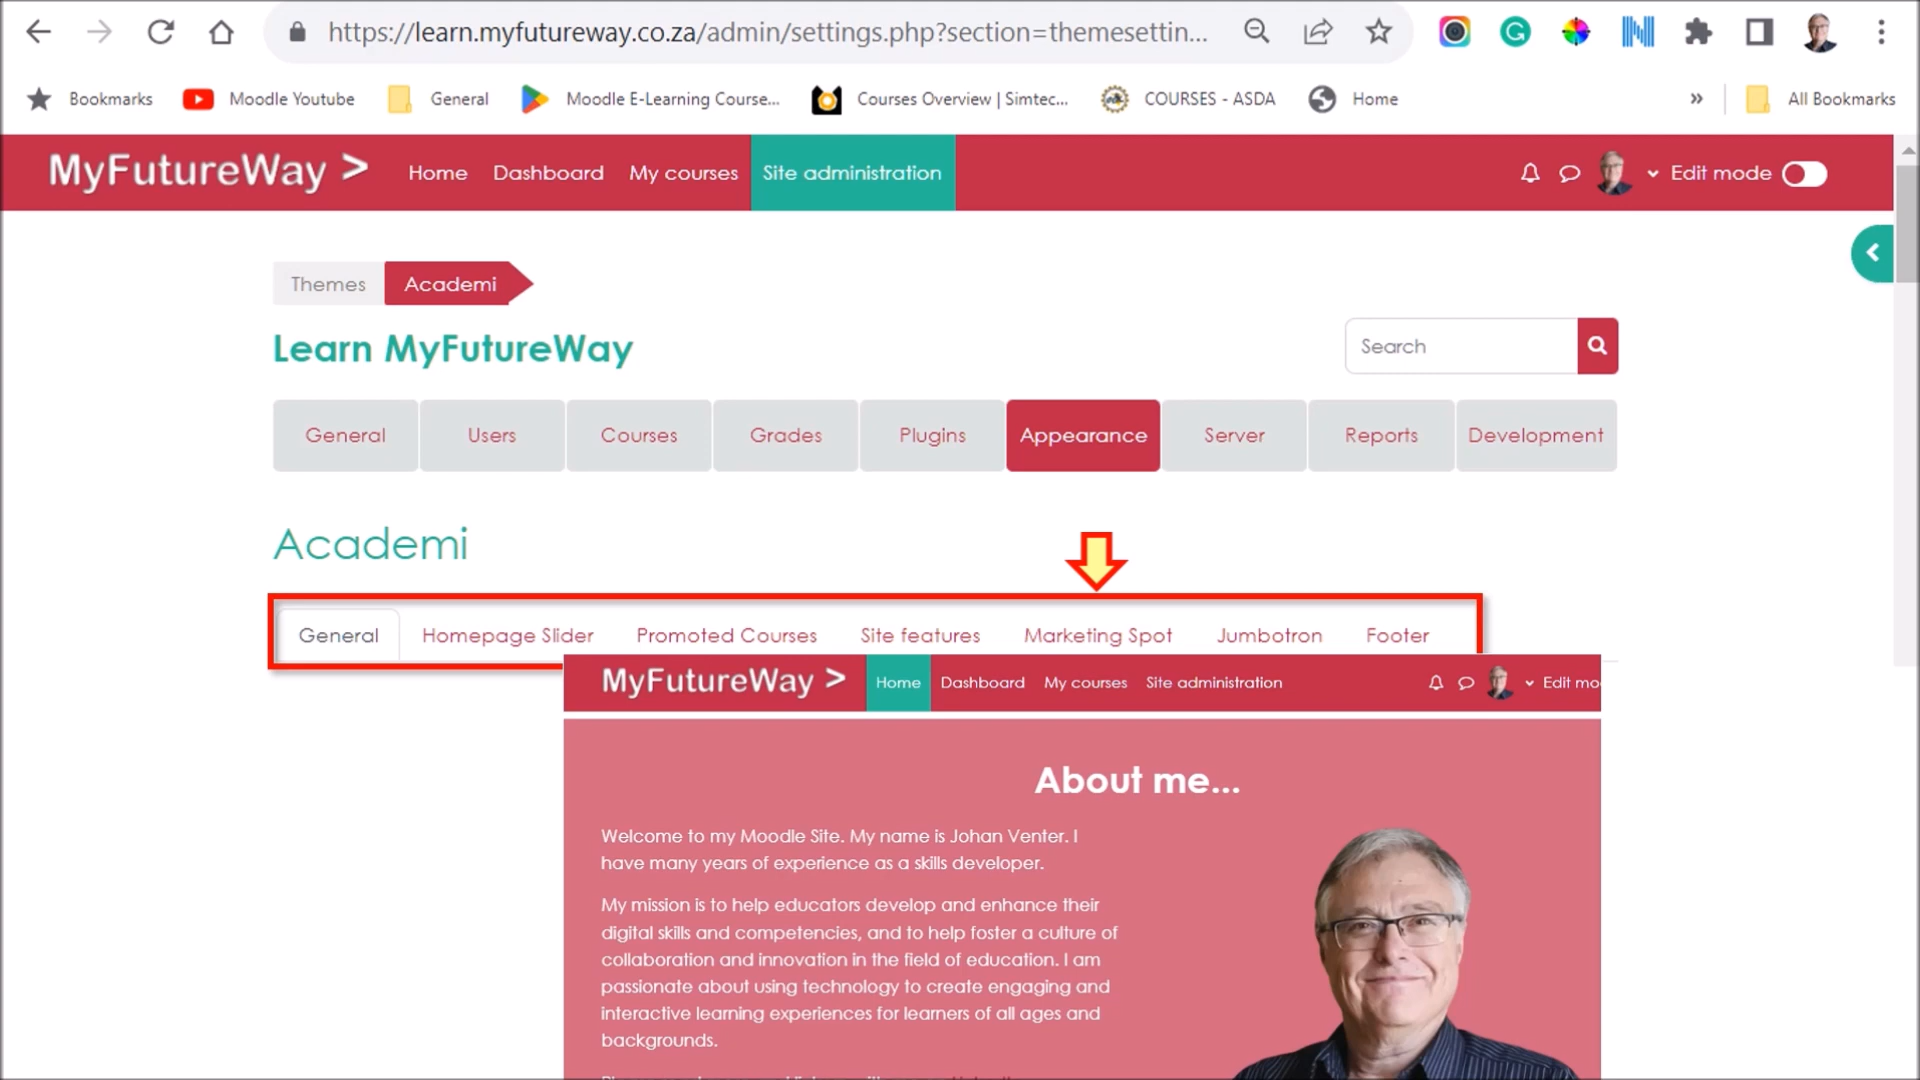 https://learn.myfutureway.co.za/admin/settings.php?section=themesettin...
Bookmarks Moodle Youtube General Moodle E-Learning Course... Courses Overview | Simtec... COURSES - ASDA Home » All Bookmarks
MyFutureWay > Home Dashboard My courses Site administration Edit mode
Themes Academi
Learn MyFutureWay
Search
General Users Courses Grades Plugins Appearance Server Reports Development
Academi
General Homepage Slider Promoted Courses Site features Marketing Spot Jumbotron Footer
MyFutureWay > Home Dashboard My courses Site administration Edit mo
About me...
Welcome to my Moodle Site. My name is Johan Venter. I
have many years of experience as a skills developer.
My mission is to help educators develop and enhance their
digital skills and competencies, and to help foster a culture of
collaboration and innovation in the field of education. I am
passionate about using technology to create engaging and
interactive learning experiences for learners of all ages and
backgrounds.